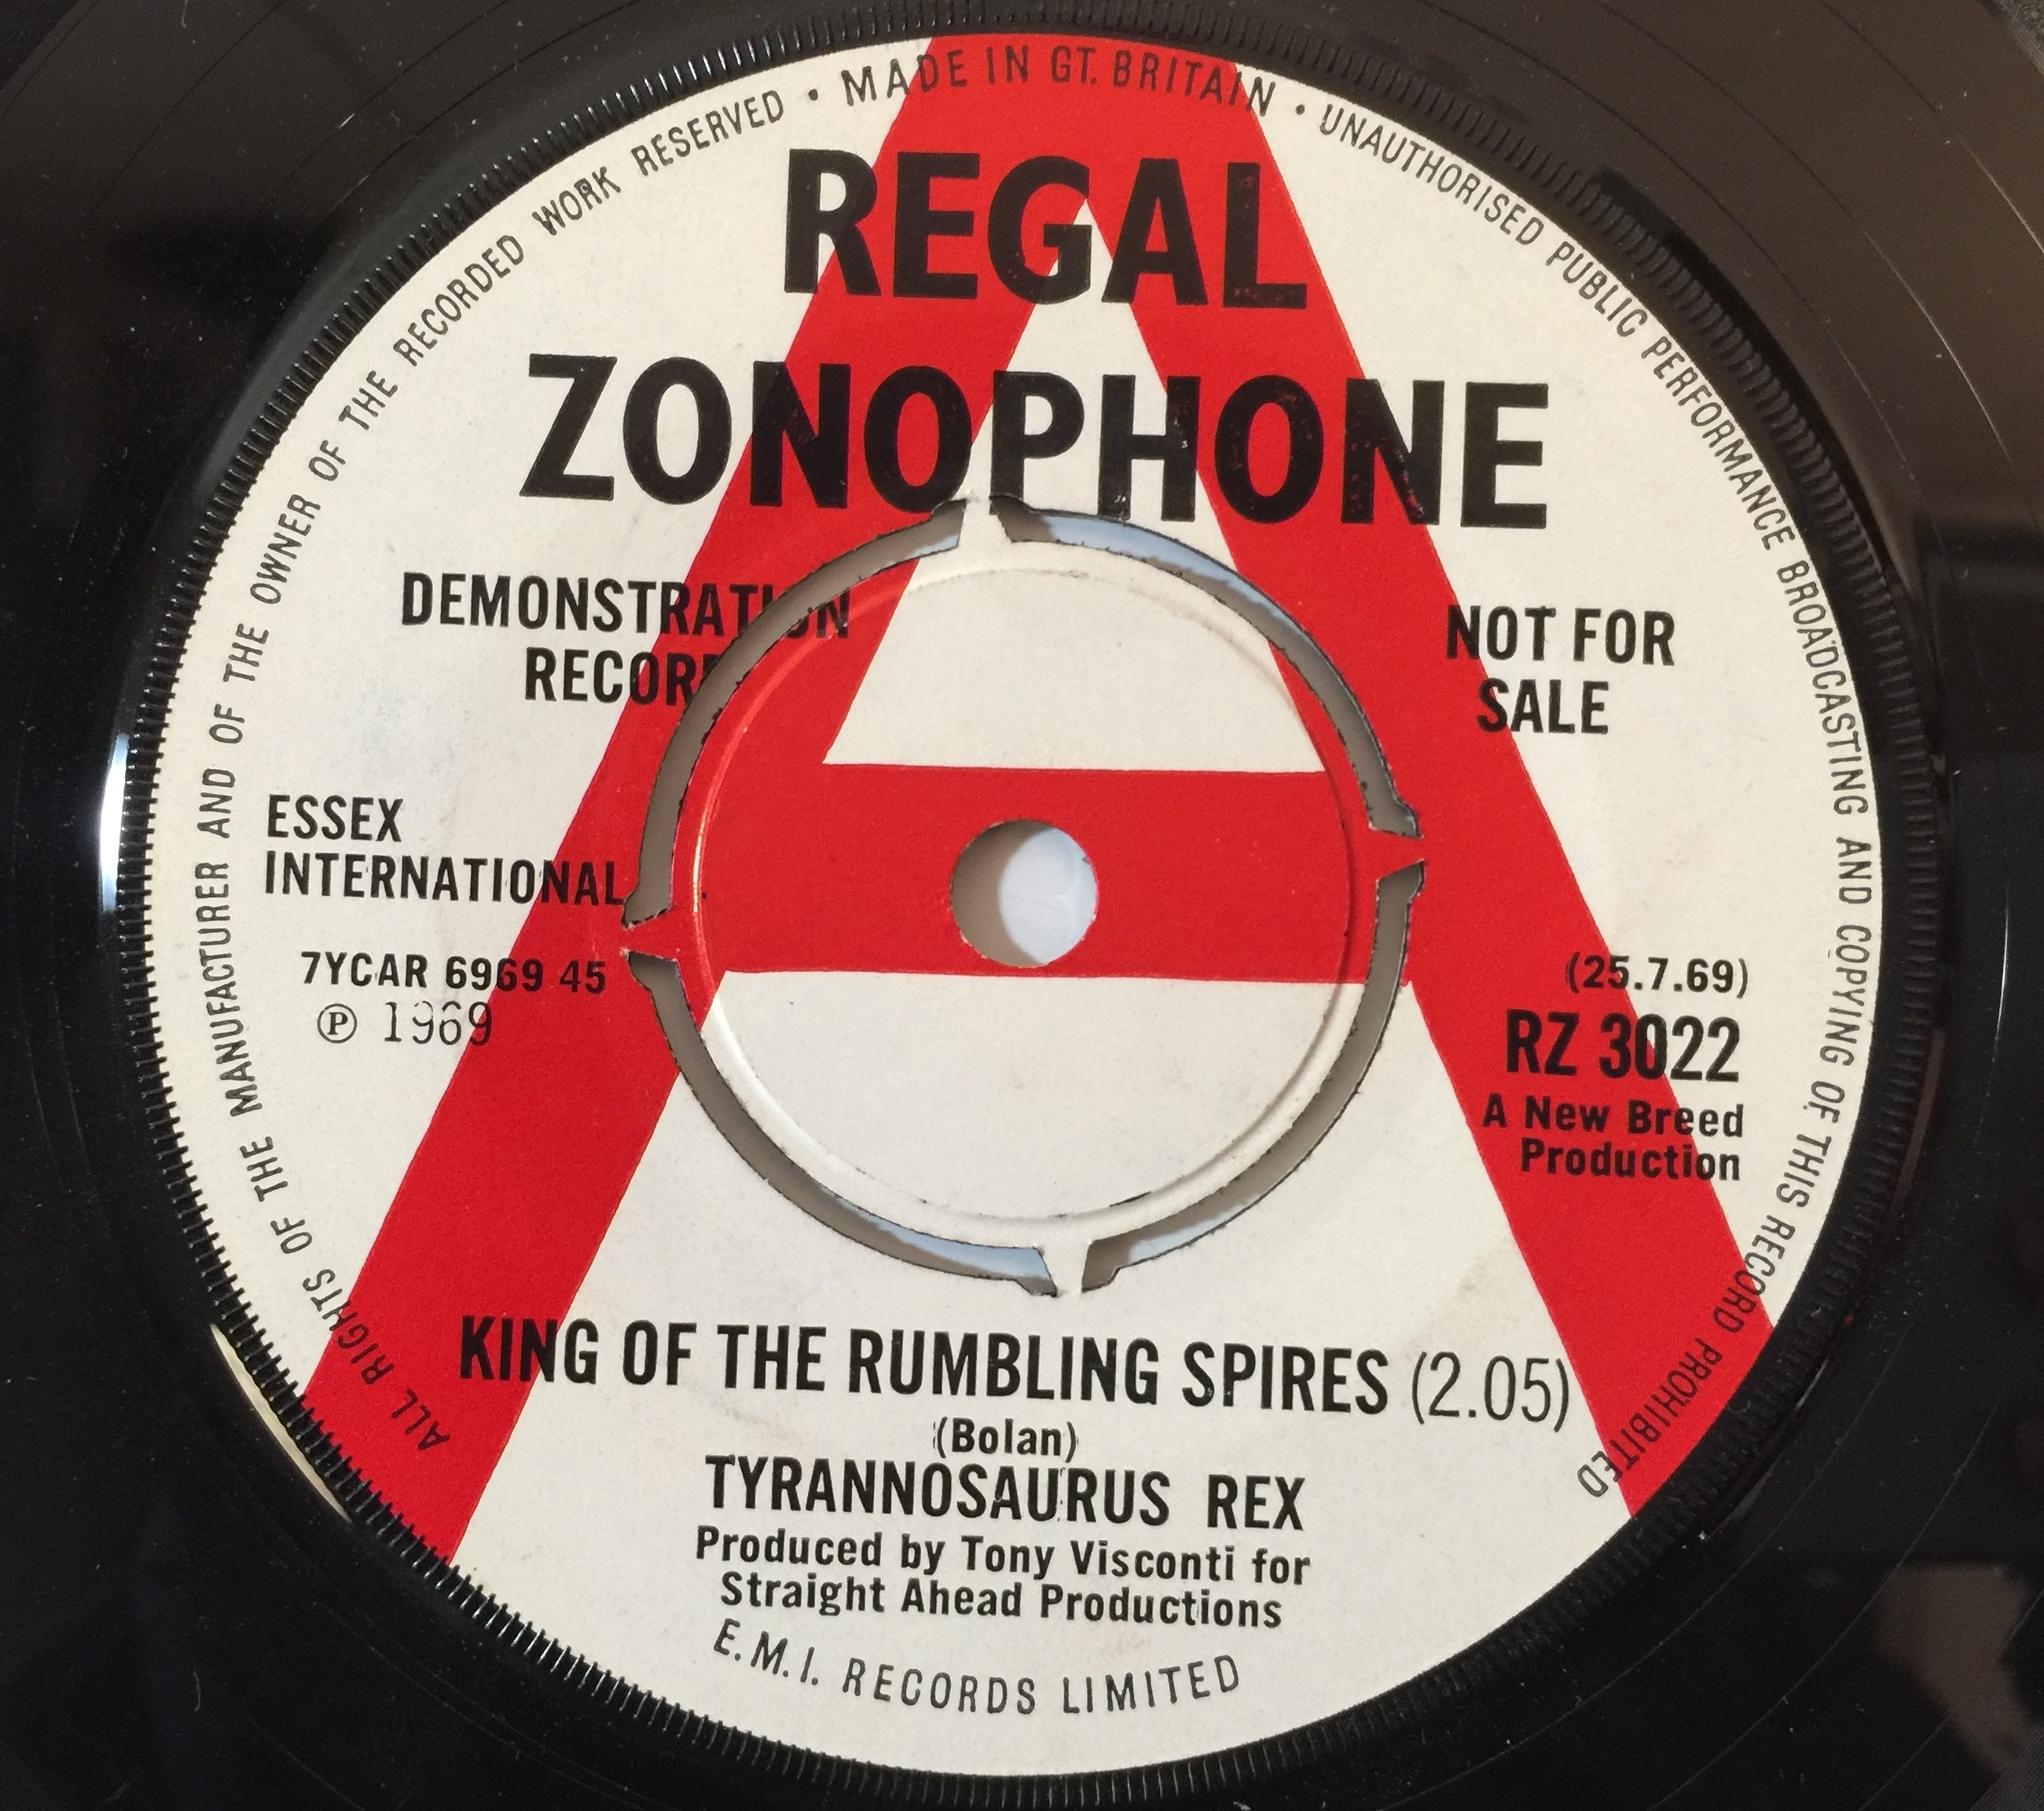 ALL RIGHTS OF THE MANUFACTURER AND OF THE OWNER OF THE RECORDED WORK RESERVED • MADE IN GT. BRITAIN • UNAUTHORISED PUBLIC PERFORMANCE BROADCASTING AND COPYING OF THIS RECORD PROHIBITED
REGAL
ZONOPHONE
DEMONSTRATION
RECORD
NOT FOR
SALE
ESSEX
INTERNATIONAL
7YCAR 6969 45
℗ 1969
(25.7.69)
RZ 3022
A New Breed
Production
KING OF THE RUMBLING SPIRES (2.05)
(Bolan)
TYRANNOSAURUS REX
Produced by Tony Visconti for
Straight Ahead Productions
E.M.I. RECORDS LIMITED